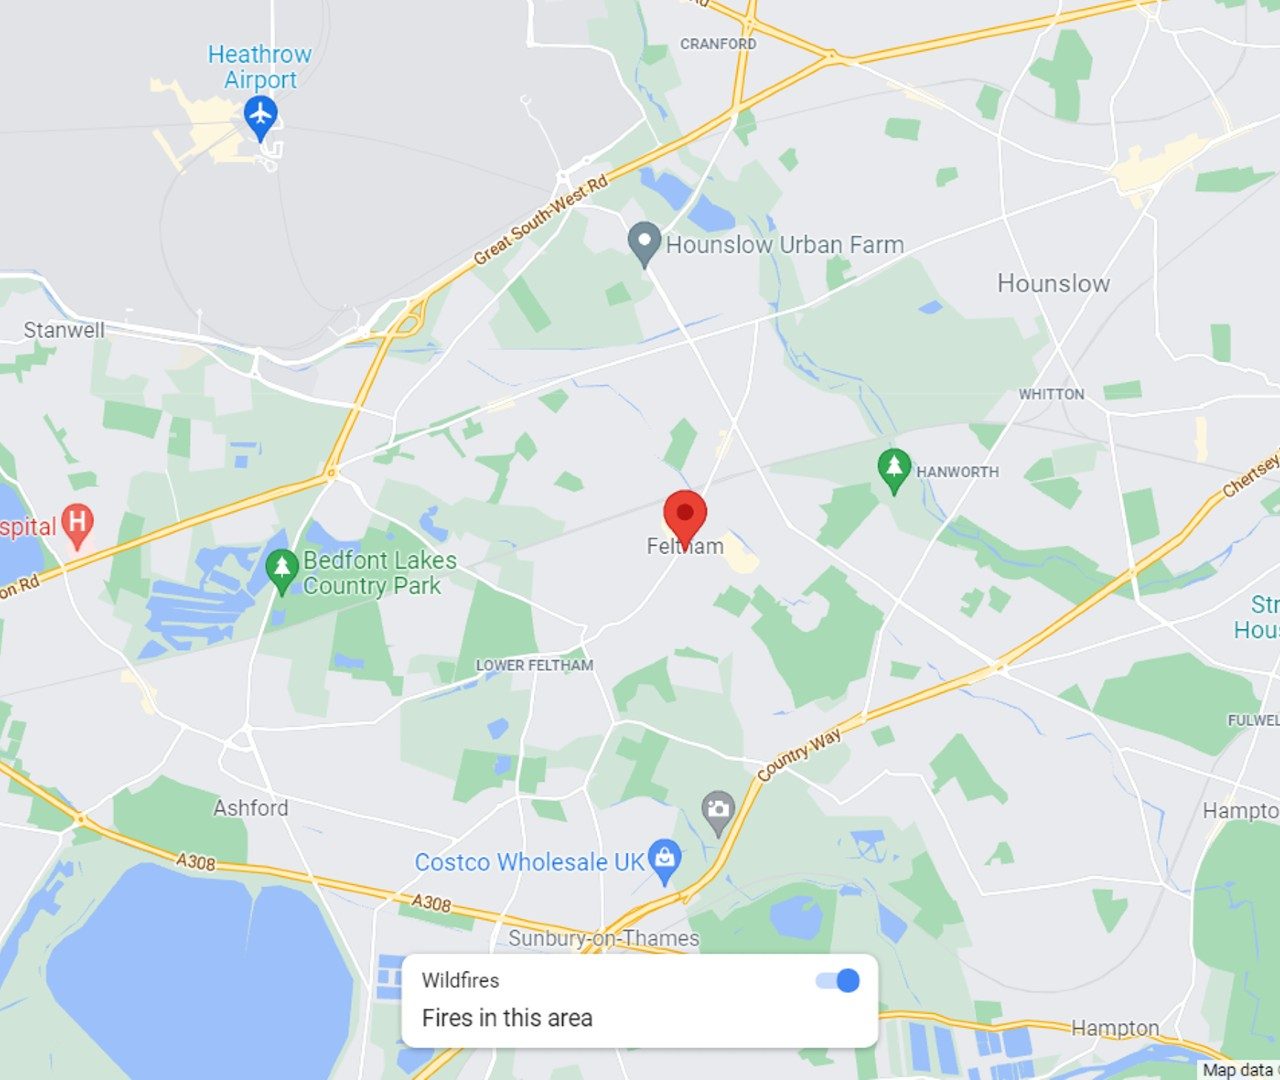 Rd
CRANFORD
Heathrow
Airport
Great South-West Rd
Hounslow Urban Farm
Hounslow
Stanwell
WHITTON
HANWORTH
Chertsey
spital
H
Feltham
Bedfont Lakes
Country Park
on Rd
Str
Hous
LOWER FELTHAM
FULWEL
Country Way
Ashford
Hampto
A308
Costco Wholesale UK
A308
Sunbury-on-Thames
Wildfires
Fires in this area
Hampton
Map data